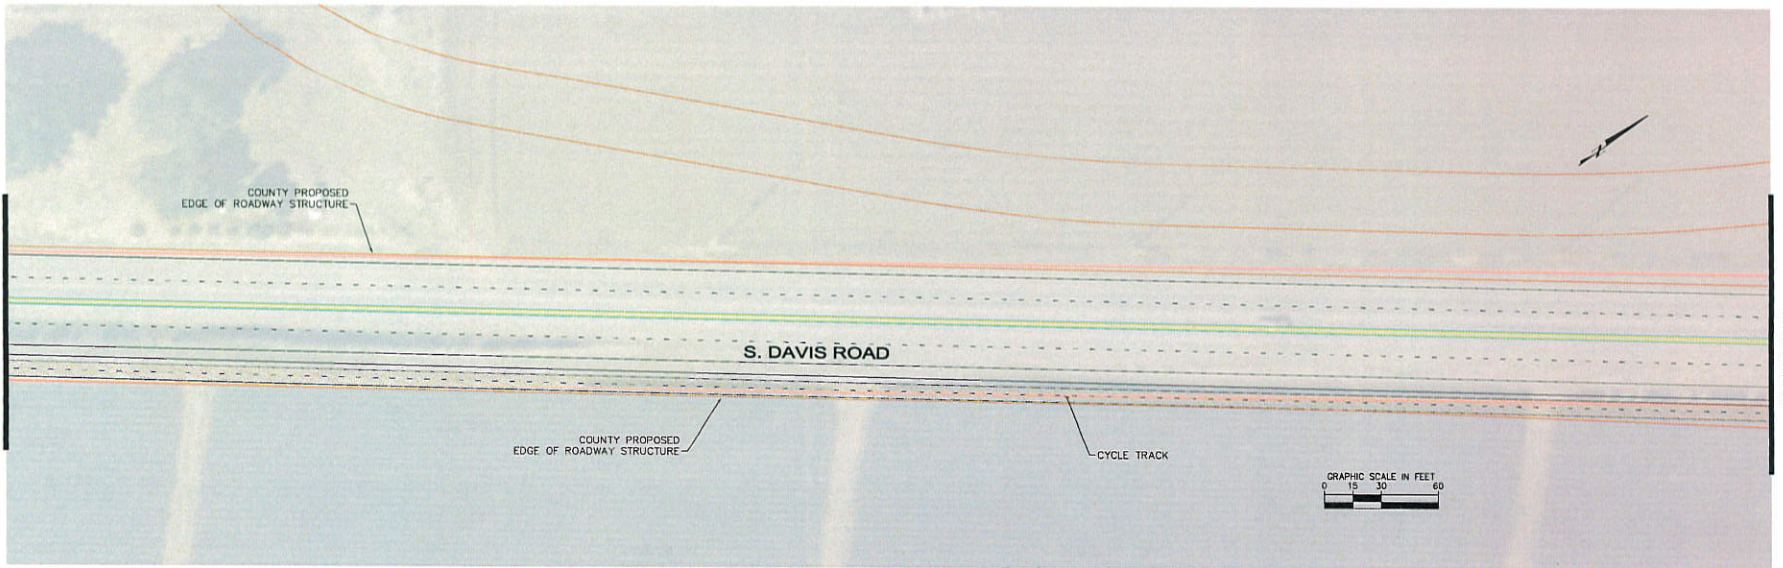 COUNTY PROPOSED
EDGE OF ROADWAY STRUCTURE
S. DAVIS ROAD
COUNTY PROPOSED
EDGE OF ROADWAY STRUCTURE
CYCLE TRACK
GRAPHIC SCALE IN FEET
0 15 30 60